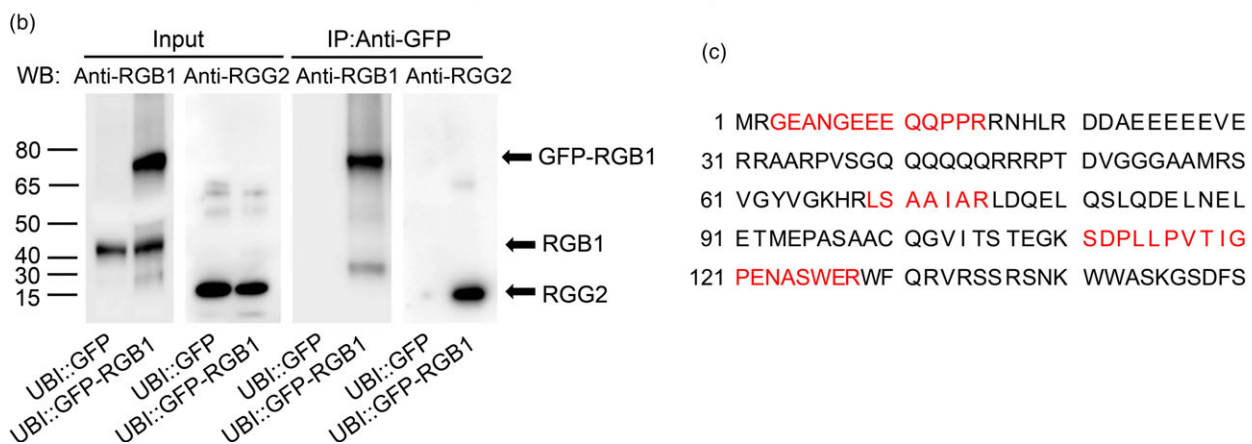 (b)
Input
IP:Anti-GFP
WB: Anti-RGB1 Anti-RGG2 Anti-RGB1 Anti-RGG2
80
65
50
40
30
15
GFP-RGB1
RGB1
RGG2
UBI::GFP
UBI::GFP-RGB1
UBI::GFP
UBI::GFP-RGB1
UBI::GFP
UBI::GFP-RGB1
UBI::GFP
UBI::GFP-RGB1
(c)
1 MRGEANGEEE QQPPRRNHLR DDAEEEEEVE
31 RRAARPVSGQ QQQQQRRRPT DVGGGAAMRS
61 VGYVGKHRLS AAIARLDQEL QSLQDELNEL
91 ETMEPASAAC QGVITSTEGK SDPLLPVTIG
121 PENASWERWF QRVRSSRSNK WWASKGSDFS